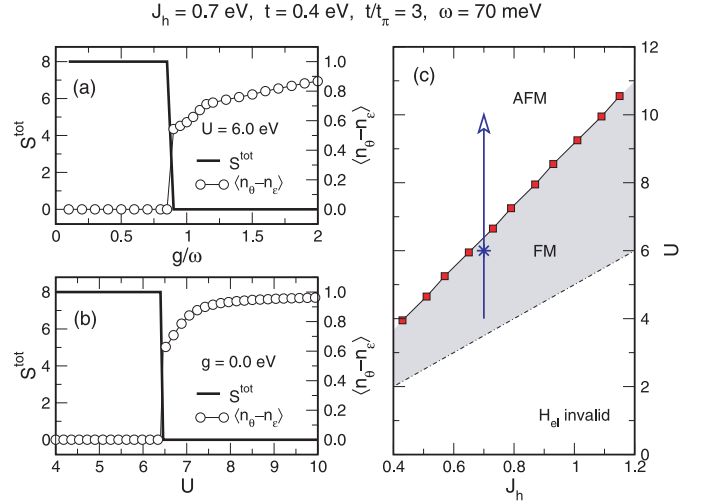 J_h = 0.7 eV, t = 0.4 eV, t/t_π = 3, ω = 70 meV
(a)
S^tot
8
6
4
2
0
U = 6.0 eV
S^tot
⟨n_θ−n_ε⟩
1.0
0.8
0.6
0.4
0.2
0.0
⟨n_θ−n_ε⟩
0
0.5
1
1.5
2
g/ω
(b)
S^tot
8
6
4
2
0
g = 0.0 eV
S^tot
⟨n_θ−n_ε⟩
1.0
0.8
0.6
0.4
0.2
0.0
⟨n_θ−n_ε⟩
4
5
6
7
8
9
10
U
(c)
AFM
FM
H_el invalid
12
10
8
6
4
2
0
U
0.4
0.6
0.8
1
1.2
J_h